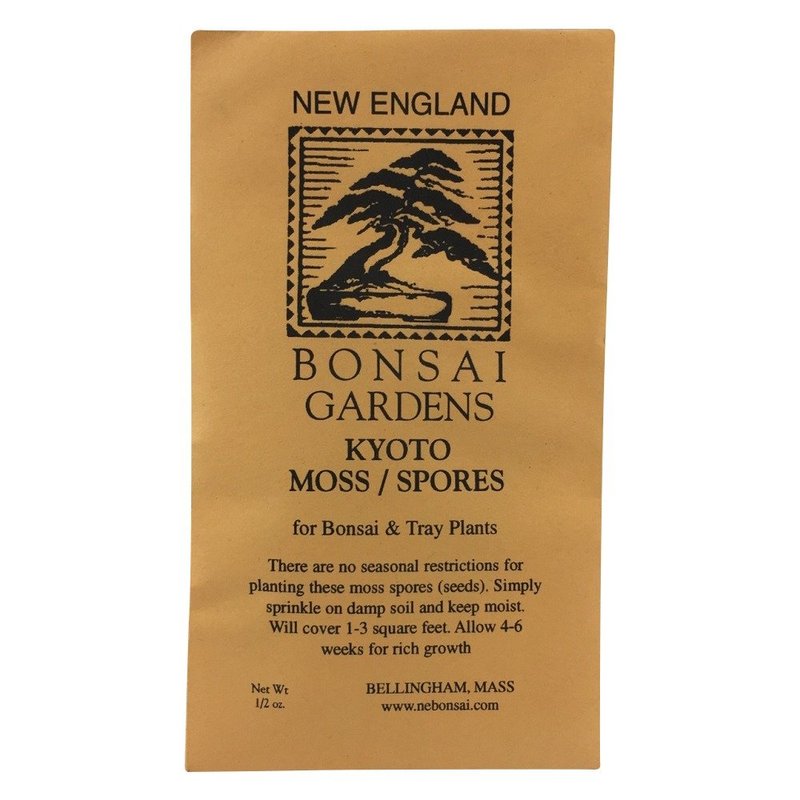 NEW ENGLAND
BONSAI
GARDENS
KYOTO
MOSS / SPORES
for Bonsai & Tray Plants
There are no seasonal restrictions for
planting these moss spores (seeds). Simply
sprinkle on damp soil and keep moist.
Will cover 1-3 square feet. Allow 4-6
weeks for rich growth
Net Wt
1/2 oz.
BELLINGHAM, MASS
www.nebonsai.com